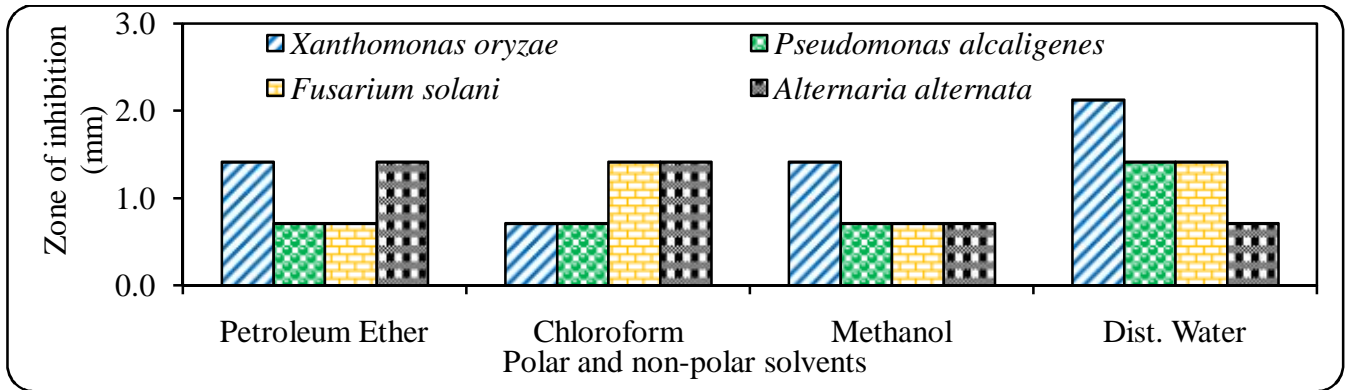 3.0
2.0
1.0
0.0
Zone of inhibition
(mm)
Xanthomonas oryzae
Pseudomonas alcaligenes
Fusarium solani
Alternaria alternata
Petroleum Ether
Chloroform
Methanol
Dist. Water
Polar and non-polar solvents